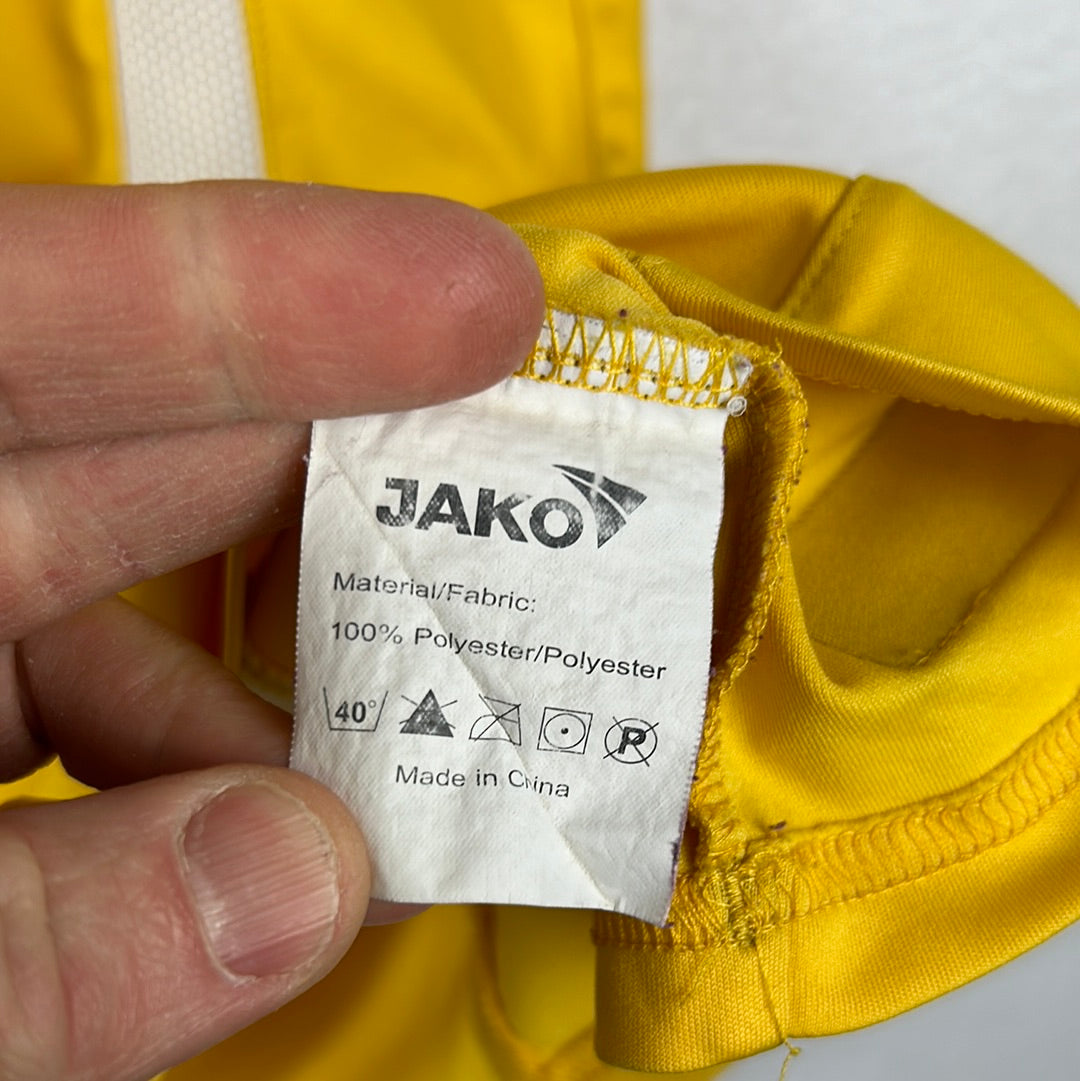 JAKO
Material/Fabric:
100% Polyester/Polyester
40° P
Made in China